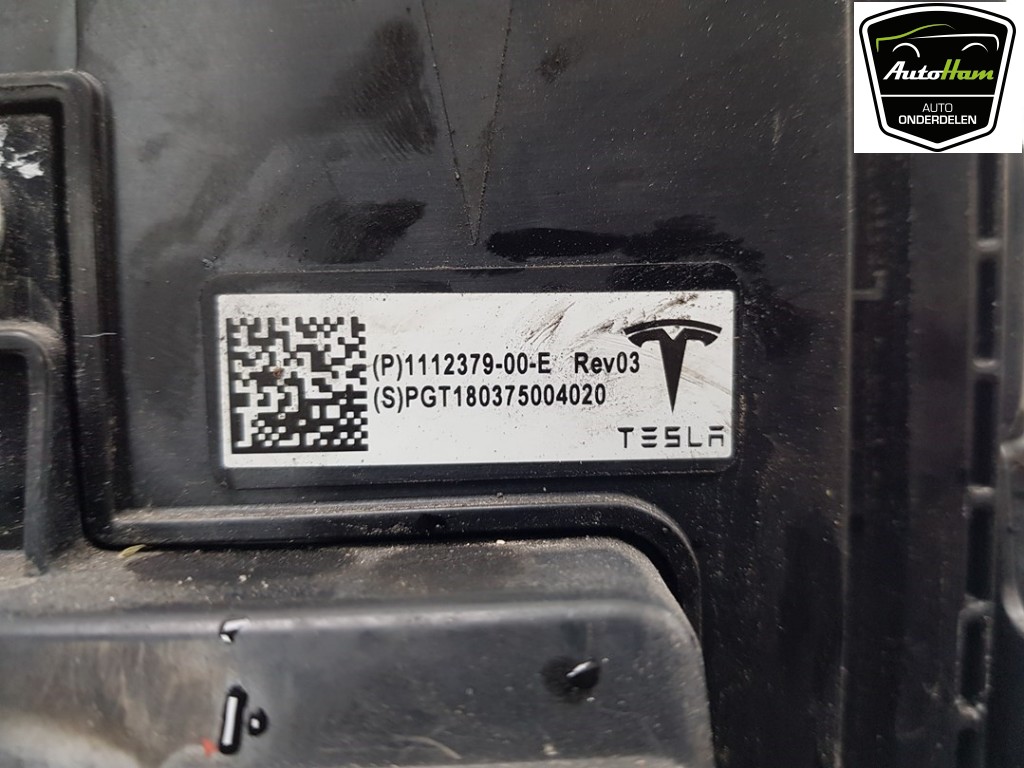 AutoHam
AUTO
ONDERDELEN
(P)1112379-00-E Rev03
(S)PGT180375004020
TESLA